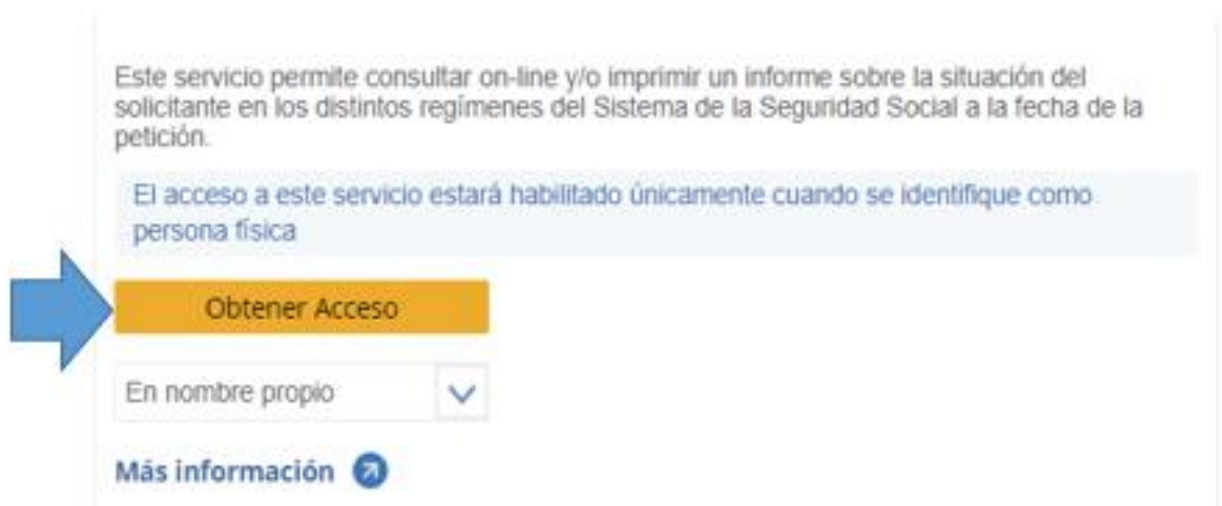 Este servicio permite consultar on-line y/o imprimir un informe sobre la situación del
solicitante en los distintos regímenes del Sistema de la Seguridad Social a la fecha de la
petición.
El acceso a este servicio estará habilitado únicamente cuando se identifique como
persona física
Obtener Acceso
En nombre propio
Más información